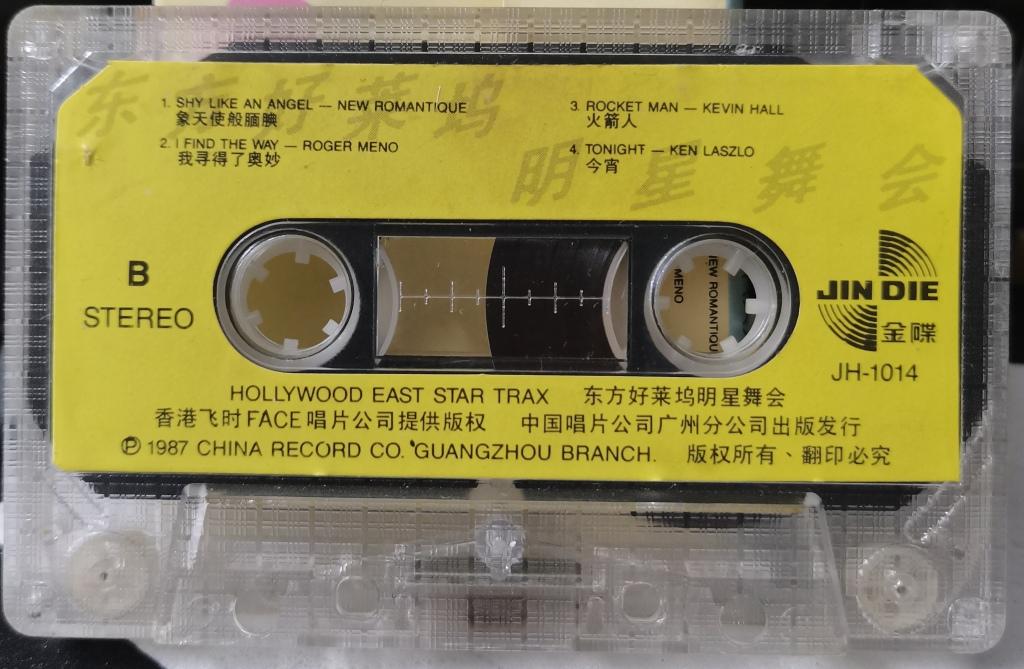 东方好莱坞
明星舞会
1. SHY LIKE AN ANGEL — NEW ROMANTIQUE
象天使般腼腆
2. I FIND THE WAY — ROGER MENO
我寻得了奥妙
3. ROCKET MAN — KEVIN HALL
火箭人
4. TONIGHT — KEN LASZLO
今宵
B
STEREO
EW ROMANTIQU
MENO
JIN DIE
金碟
JH-1014
HOLLYWOOD EAST STAR TRAX 东方好莱坞明星舞会
香港飞时FACE唱片公司提供版权 中国唱片公司广州分公司出版发行
Ⓟ 1987 CHINA RECORD CO. GUANGZHOU BRANCH. 版权所有、翻印必究